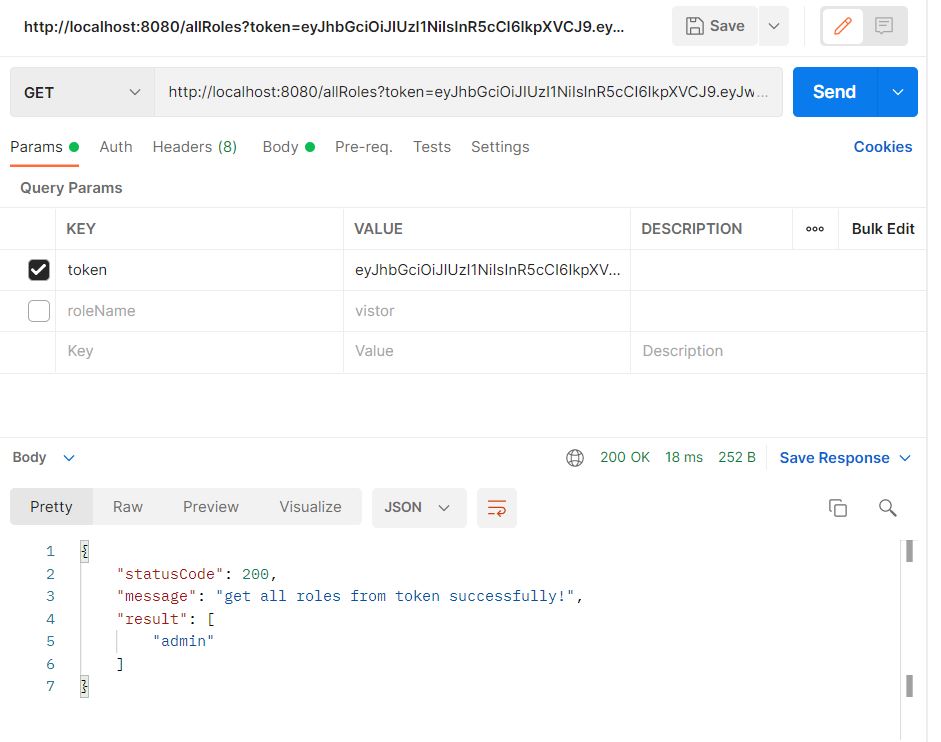 http://localhost:8080/allRoles?token=eyJhbGciOiJIUzI1NiIsInR5cCI6IkpXVCJ9.ey...
Save
GET
http://localhost:8080/allRoles?token=eyJhbGciOiJIUzI1NiIsInR5cCI6IkpXVCJ9.eyJw...
Send
Params Auth Headers (8) Body Pre-req. Tests Settings Cookies
Query Params
KEY VALUE DESCRIPTION ooo Bulk Edit
token eyJhbGciOiJIUzI1NiIsInR5cCI6IkpXV...
roleName vistor
Key Value Description
Body 200 OK 18 ms 252 B Save Response
Pretty Raw Preview Visualize JSON
1 {
2 "statusCode": 200,
3 "message": "get all roles from token successfully!",
4 "result": [
5 "admin"
6 ]
7 }